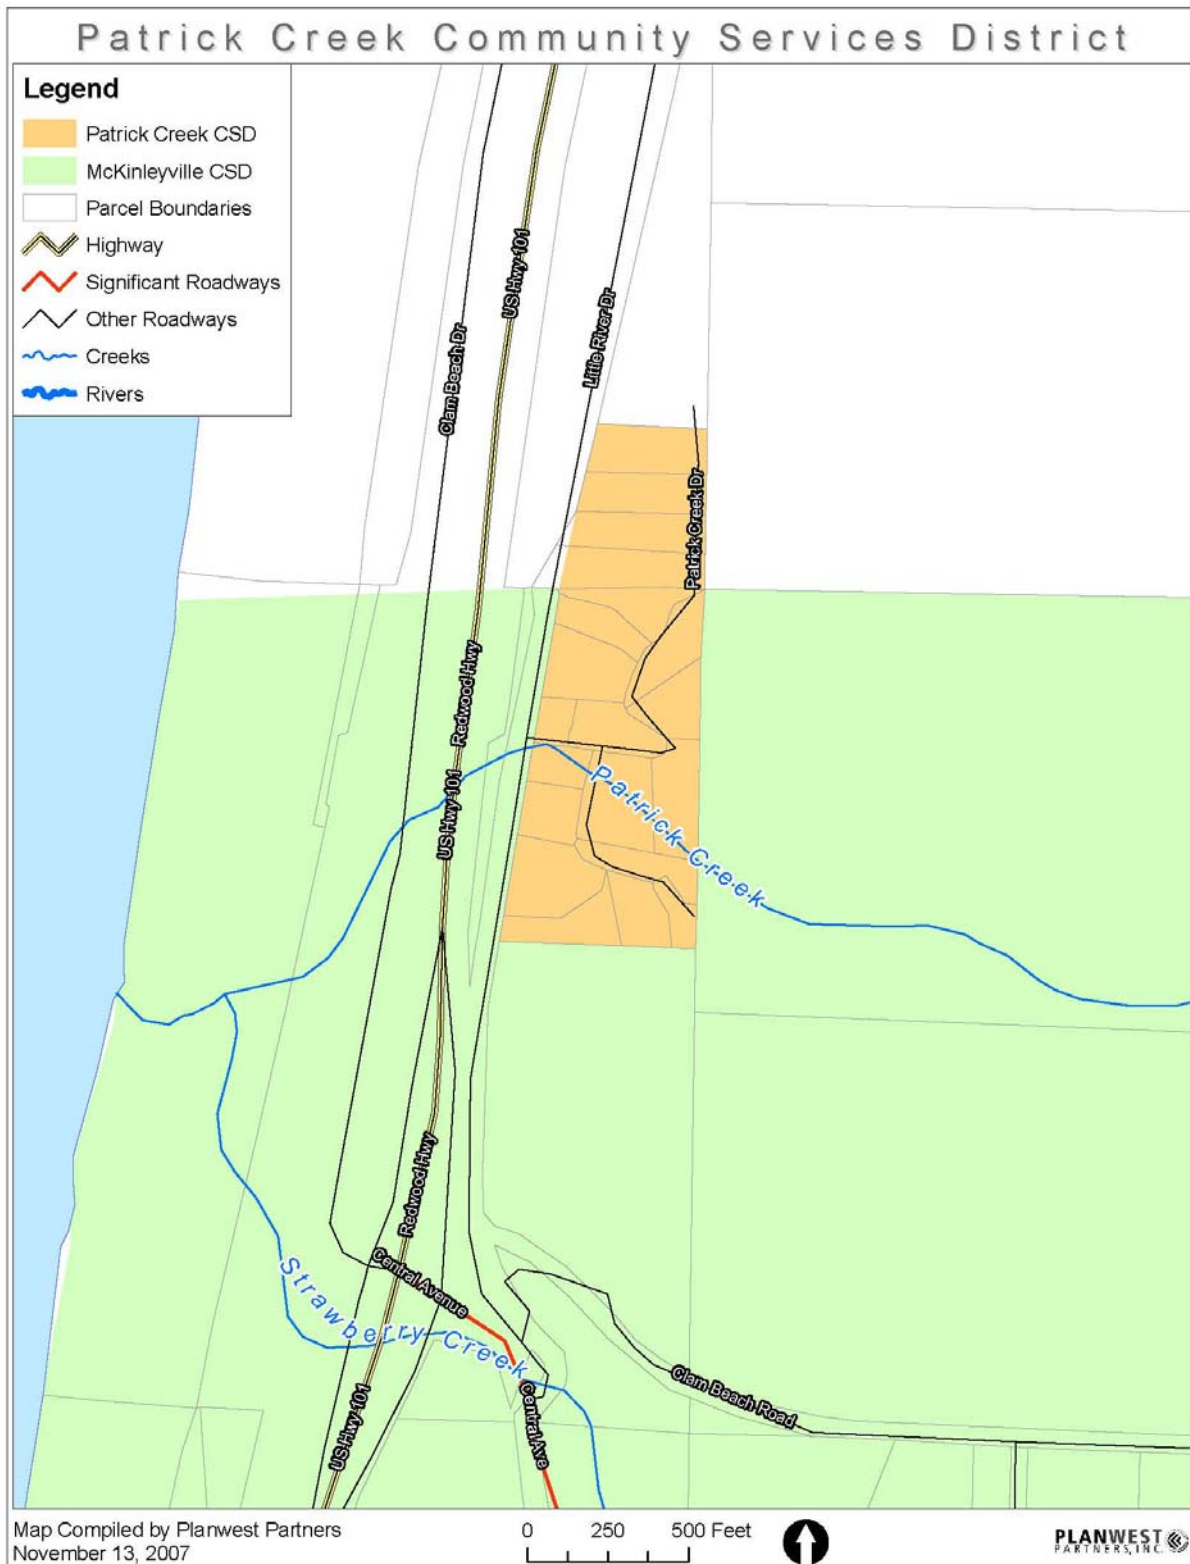 Patrick Creek Community Services District
Legend
Patrick Creek CSD
McKinleyville CSD
Parcel Boundaries
Highway
Significant Roadways
Other Roadways
Creeks
Rivers
US Hwy 101
Clam Beach Dr
Little River Dr
Patrick Creek Dr
Redwood Hwy
US Hwy 101
Patrick Creek
Redwood Hwy
Central Avenue
Strawberry Creek
Clam Beach Road
Central Ave
US Hwy 101
Map Compiled by Planwest Partners
November 13, 2007
0 250 500 Feet
PLANWEST
PARTNERS, INC.